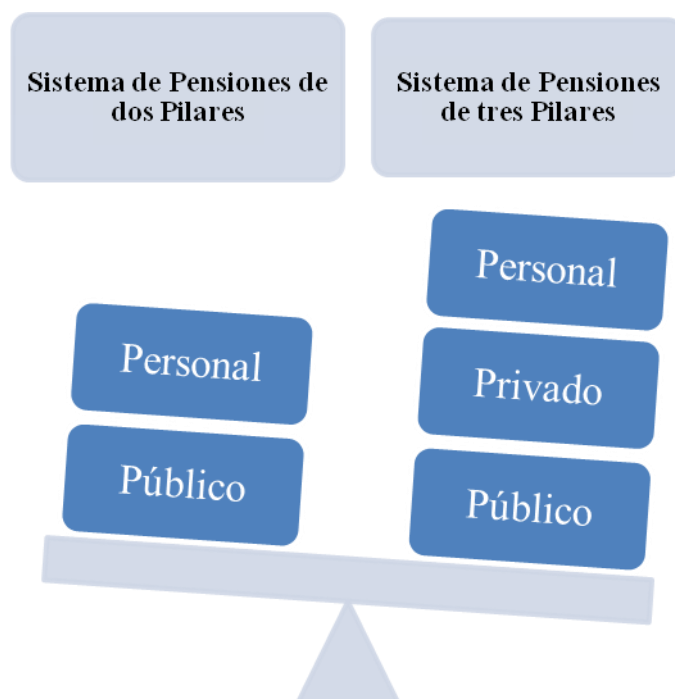 Sistema de Pensiones de
dos Pilares
Sistema de Pensiones
de tres Pilares
Personal
Público
Personal
Privado
Público